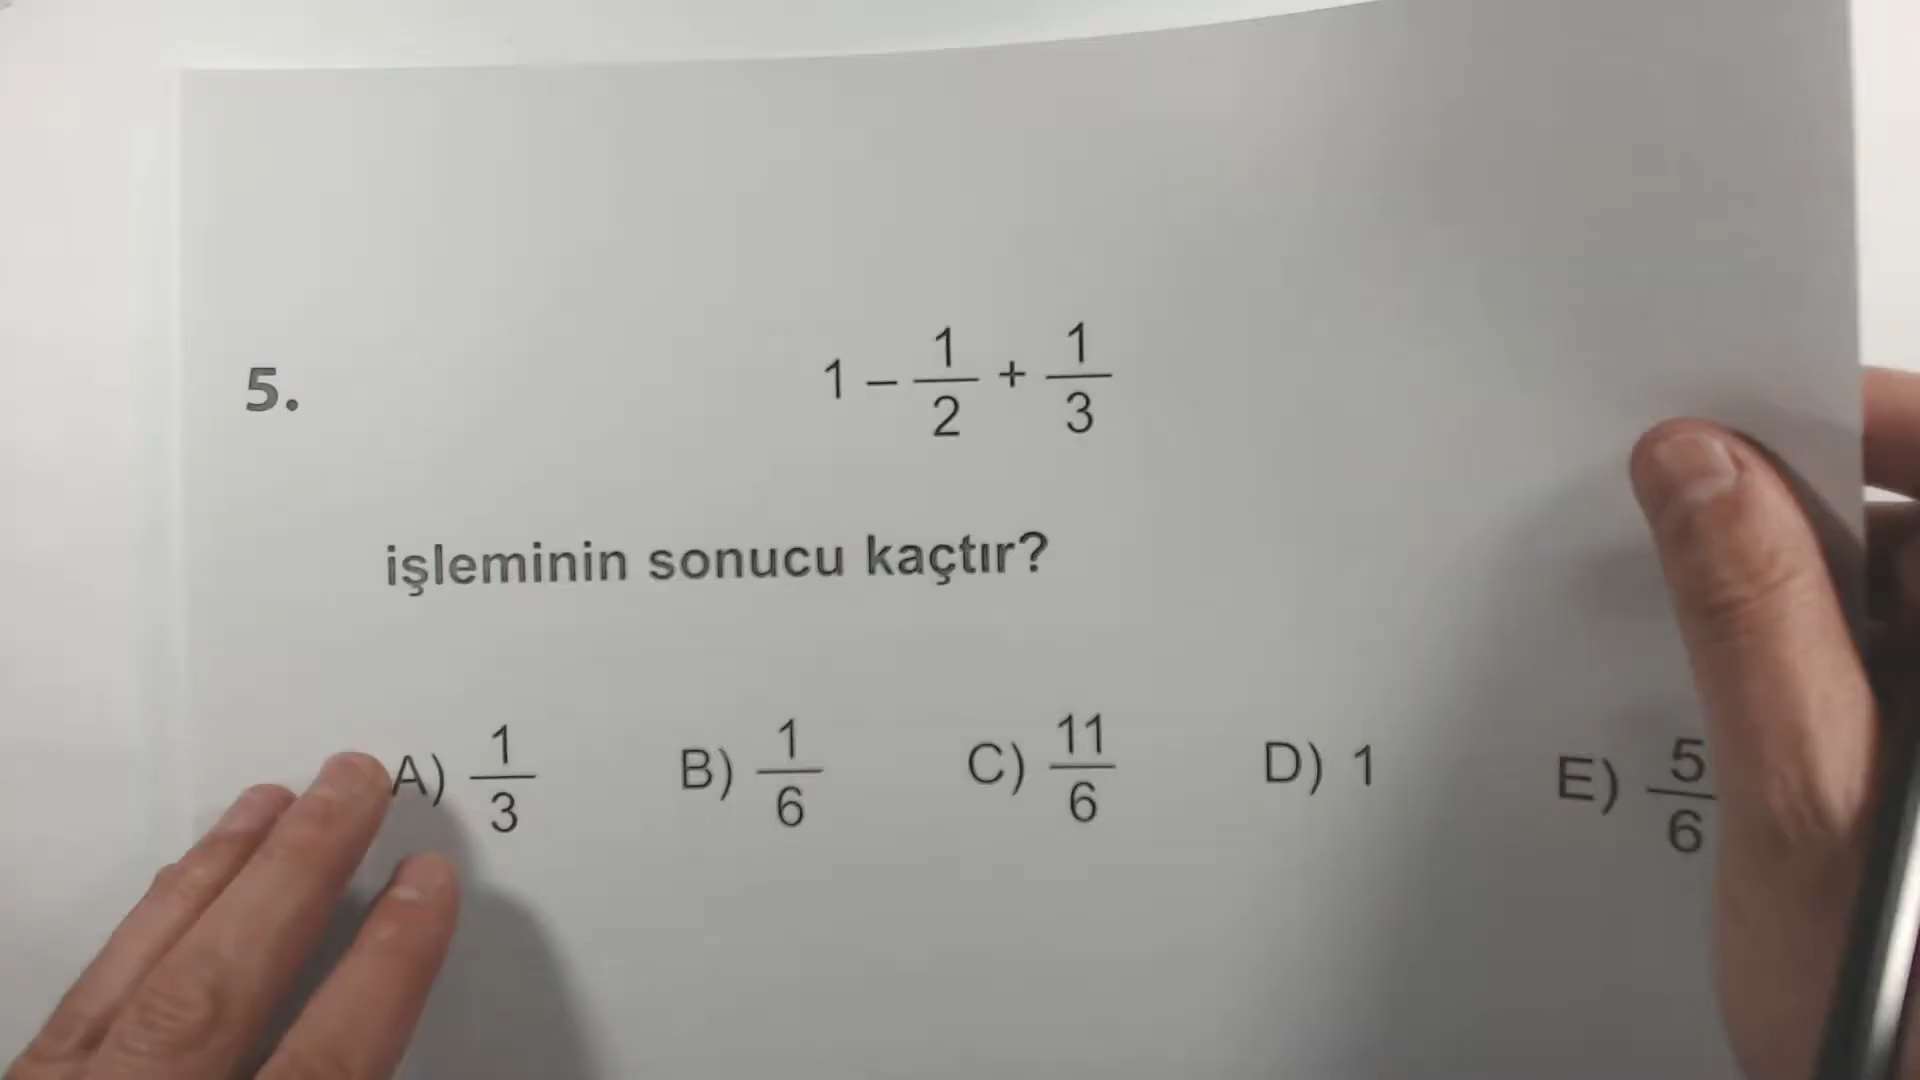 5. 1 - 1/2 + 1/3
işleminin sonucu kaçtır?
A) 1/3 B) 1/6 C) 11/6 D) 1 E) 5/6